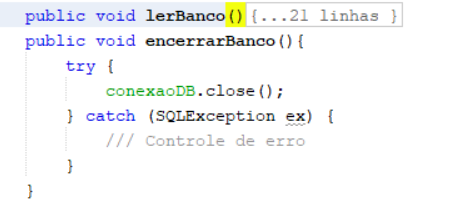 public void lerBanco(){...21 linhas }
public void encerrarBanco(){
try {
conexaoDB.close();
} catch (SQLException ex) {
/// Controle de erro
}
}